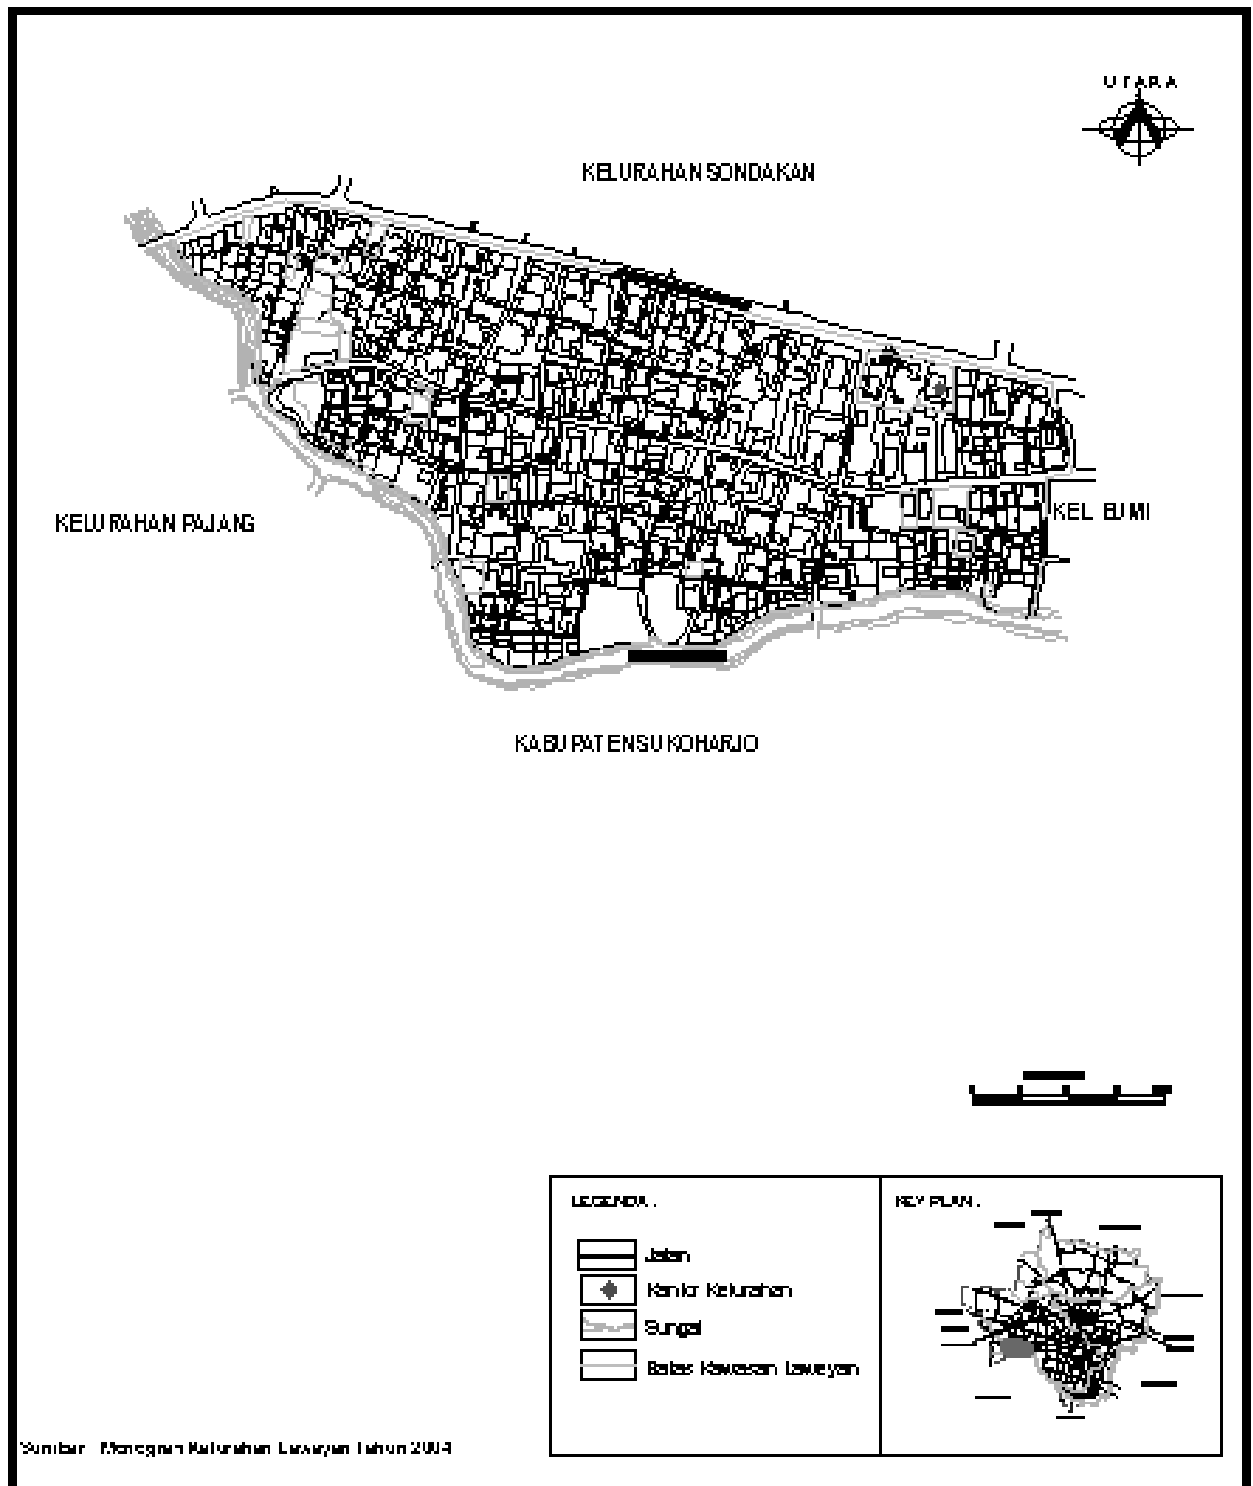 UTARA
KELURAHAN SONDAKAN
KELURAHAN PAJANG
KEL BUMI
KABUPATEN SUKOHARJO
LEGENDA :
KEY PLAN :
Jalan
Kantor Kelurahan
Sungai
Batas Kawasan Laweyan
Sumber : Monografi Kelurahan Laweyan Tahun 2004